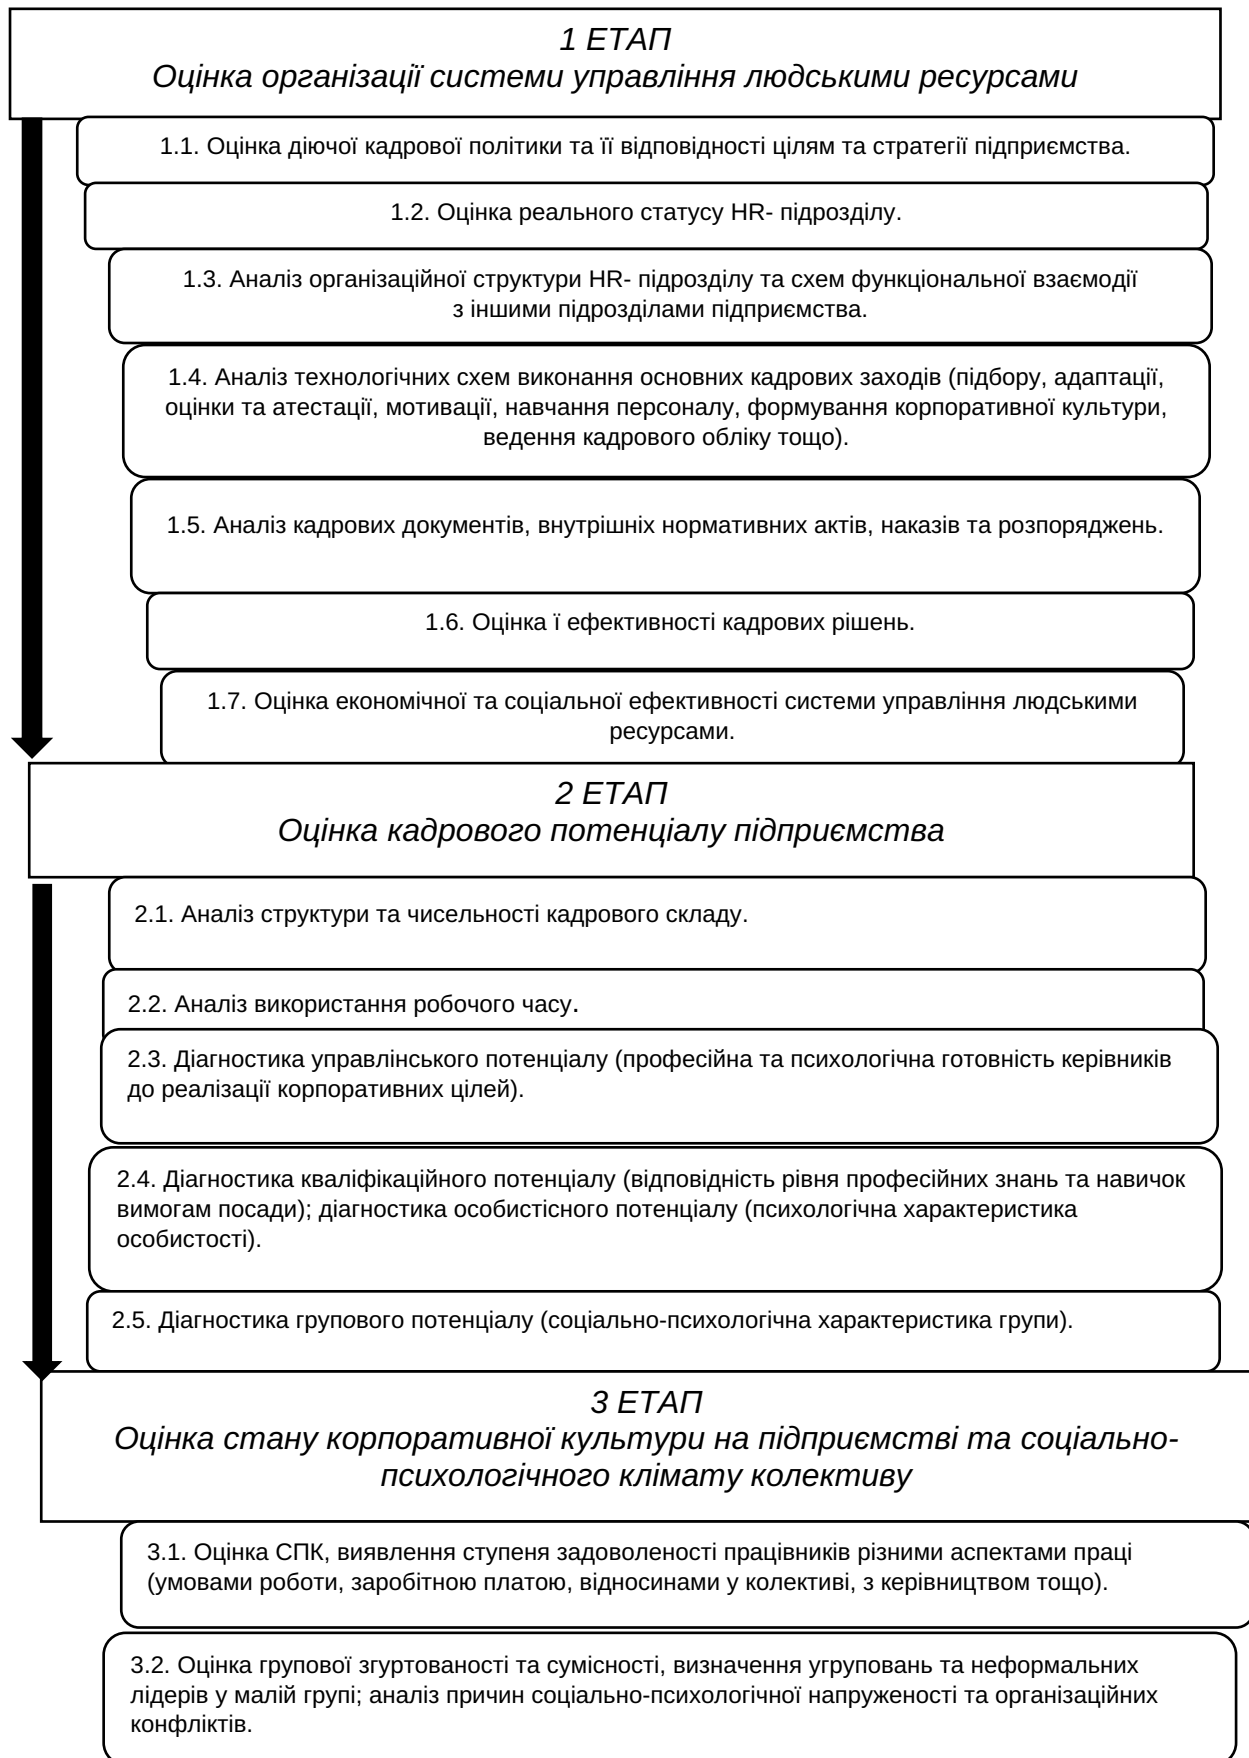 1 ЕТАП
Оцінка організації системи управління людськими ресурсами
1.1. Оцінка діючої кадрової політики та її відповідності цілям та стратегії підприємства.
1.2. Оцінка реального статусу HR- підрозділу.
1.3. Аналіз організаційної структури HR- підрозділу та схем функціональної взаємодії
з іншими підрозділами підприємства.
1.4. Аналіз технологічних схем виконання основних кадрових заходів (підбору, адаптації,
оцінки та атестації, мотивації, навчання персоналу, формування корпоративної культури,
ведення кадрового обліку тощо).
1.5. Аналіз кадрових документів, внутрішніх нормативних актів, наказів та розпоряджень.
1.6. Оцінка ї ефективності кадрових рішень.
1.7. Оцінка економічної та соціальної ефективності системи управління людськими
ресурсами.
2 ЕТАП
Оцінка кадрового потенціалу підприємства
2.1. Аналіз структури та чисельності кадрового складу.
2.2. Аналіз використання робочого часу.
2.3. Діагностика управлінського потенціалу (професійна та психологічна готовність керівників
до реалізації корпоративних цілей).
2.4. Діагностика кваліфікаційного потенціалу (відповідність рівня професійних знань та навичок
вимогам посади); діагностика особистісного потенціалу (психологічна характеристика
особистості).
2.5. Діагностика групового потенціалу (соціально-психологічна характеристика групи).
3 ЕТАП
Оцінка стану корпоративної культури на підприємстві та соціально-
психологічного клімату колективу
3.1. Оцінка СПК, виявлення ступеня задоволеності працівників різними аспектами праці
(умовами роботи, заробітною платою, відносинами у колективі, з керівництвом тощо).
3.2. Оцінка групової згуртованості та сумісності, визначення угруповань та неформальних
лідерів у малій групі; аналіз причин соціально-психологічної напруженості та організаційних
конфліктів.